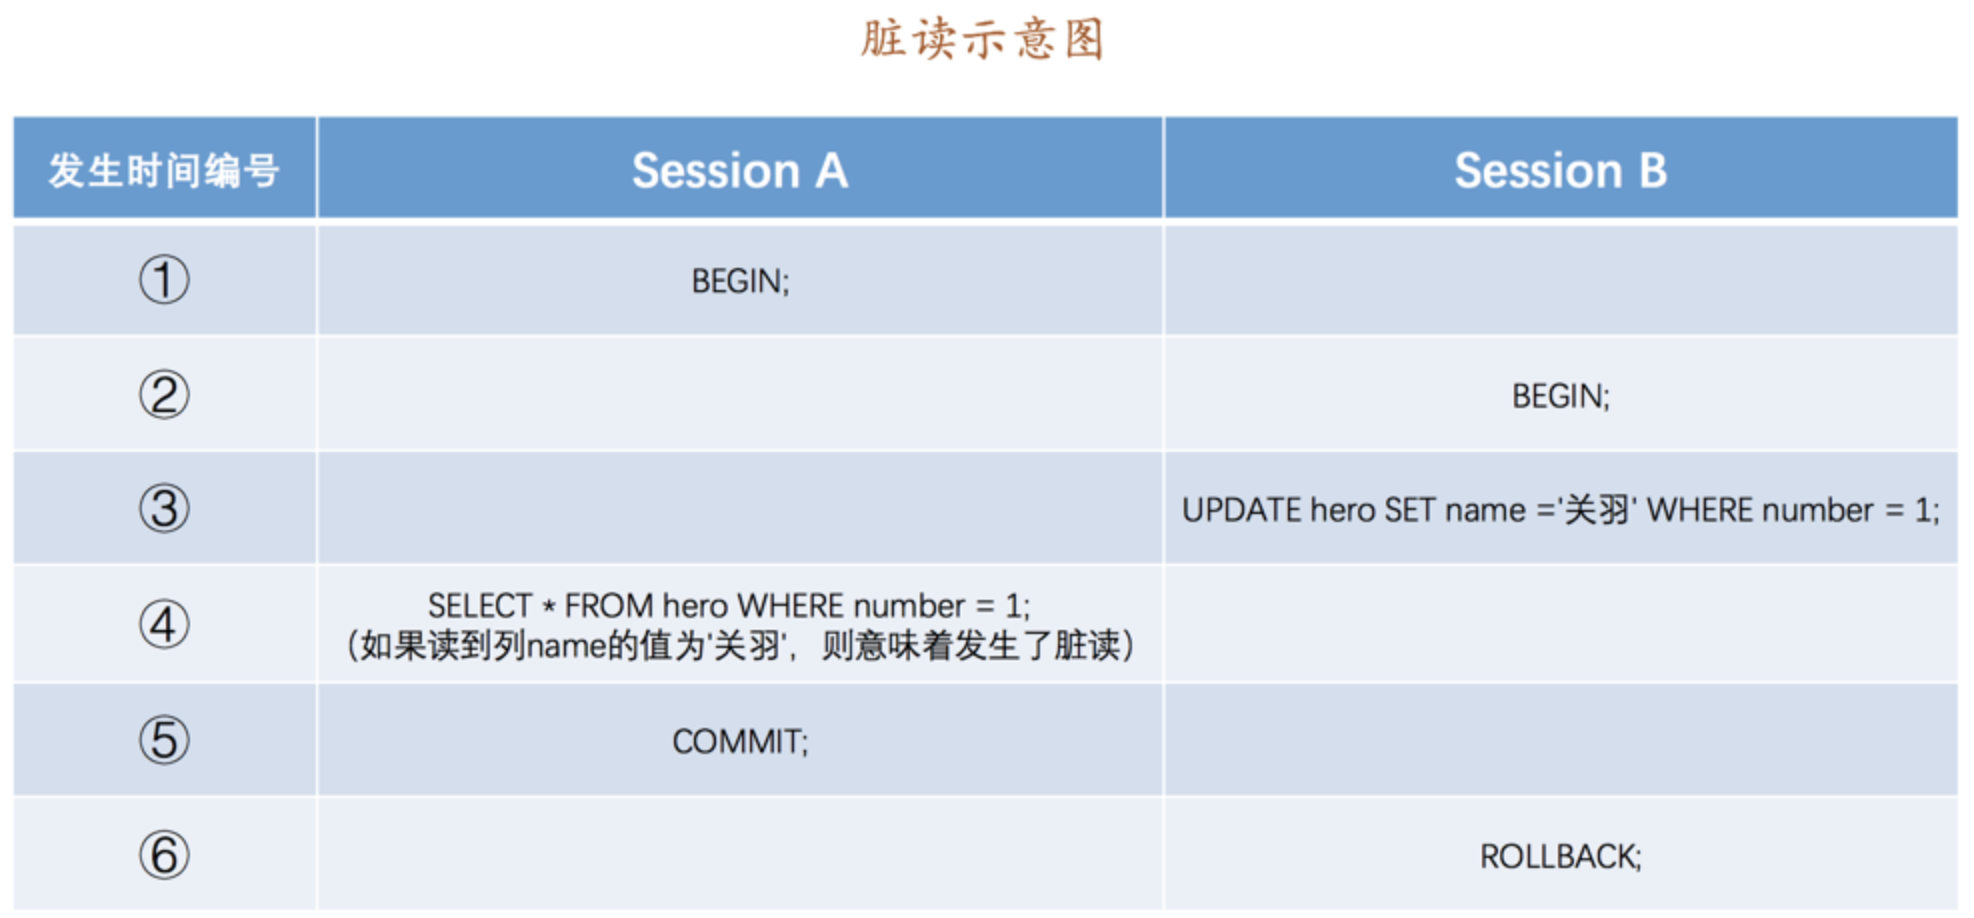 脏读示意图
发生时间编号 Session A Session B
① BEGIN;
② BEGIN;
③ UPDATE hero SET name ='关羽' WHERE number = 1;
④ SELECT * FROM hero WHERE number = 1;
（如果读到列name的值为'关羽'，则意味着发生了脏读）
⑤ COMMIT;
⑥ ROLLBACK;